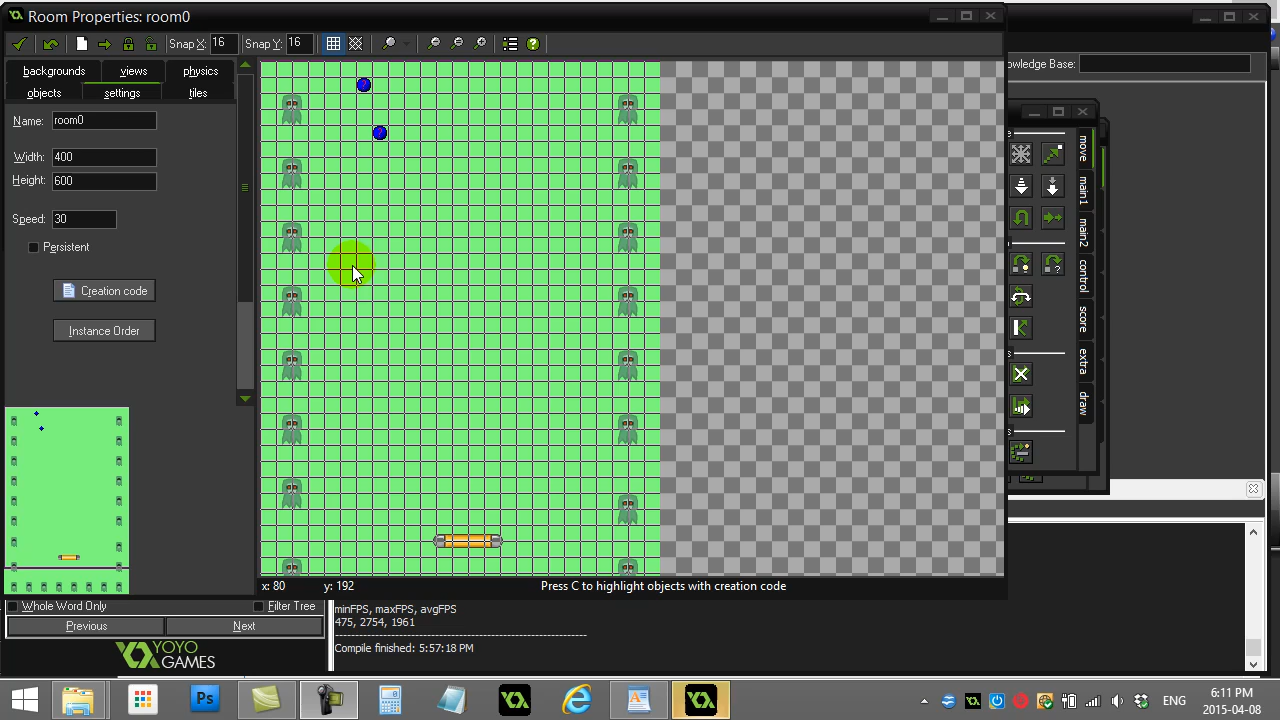 Room Properties: room0
Snap X: 16 Snap Y: 16
backgrounds views physics
objects settings tiles
Name: room0
Width: 400
Height: 600
Speed: 30
Persistent
Creation code
Instance Order
x: 80 y: 192 Press C to highlight objects with creation code
Whole Word Only Filter Tree
Previous Next
YOYO
GAMES
minFPS, maxFPS, avgFPS
475, 2754, 1961
Compile finished: 5:57:18 PM
owledge Base:
move
main1
main2
control
score
extra
draw
Ps
ENG
6:11 PM
2015-04-08